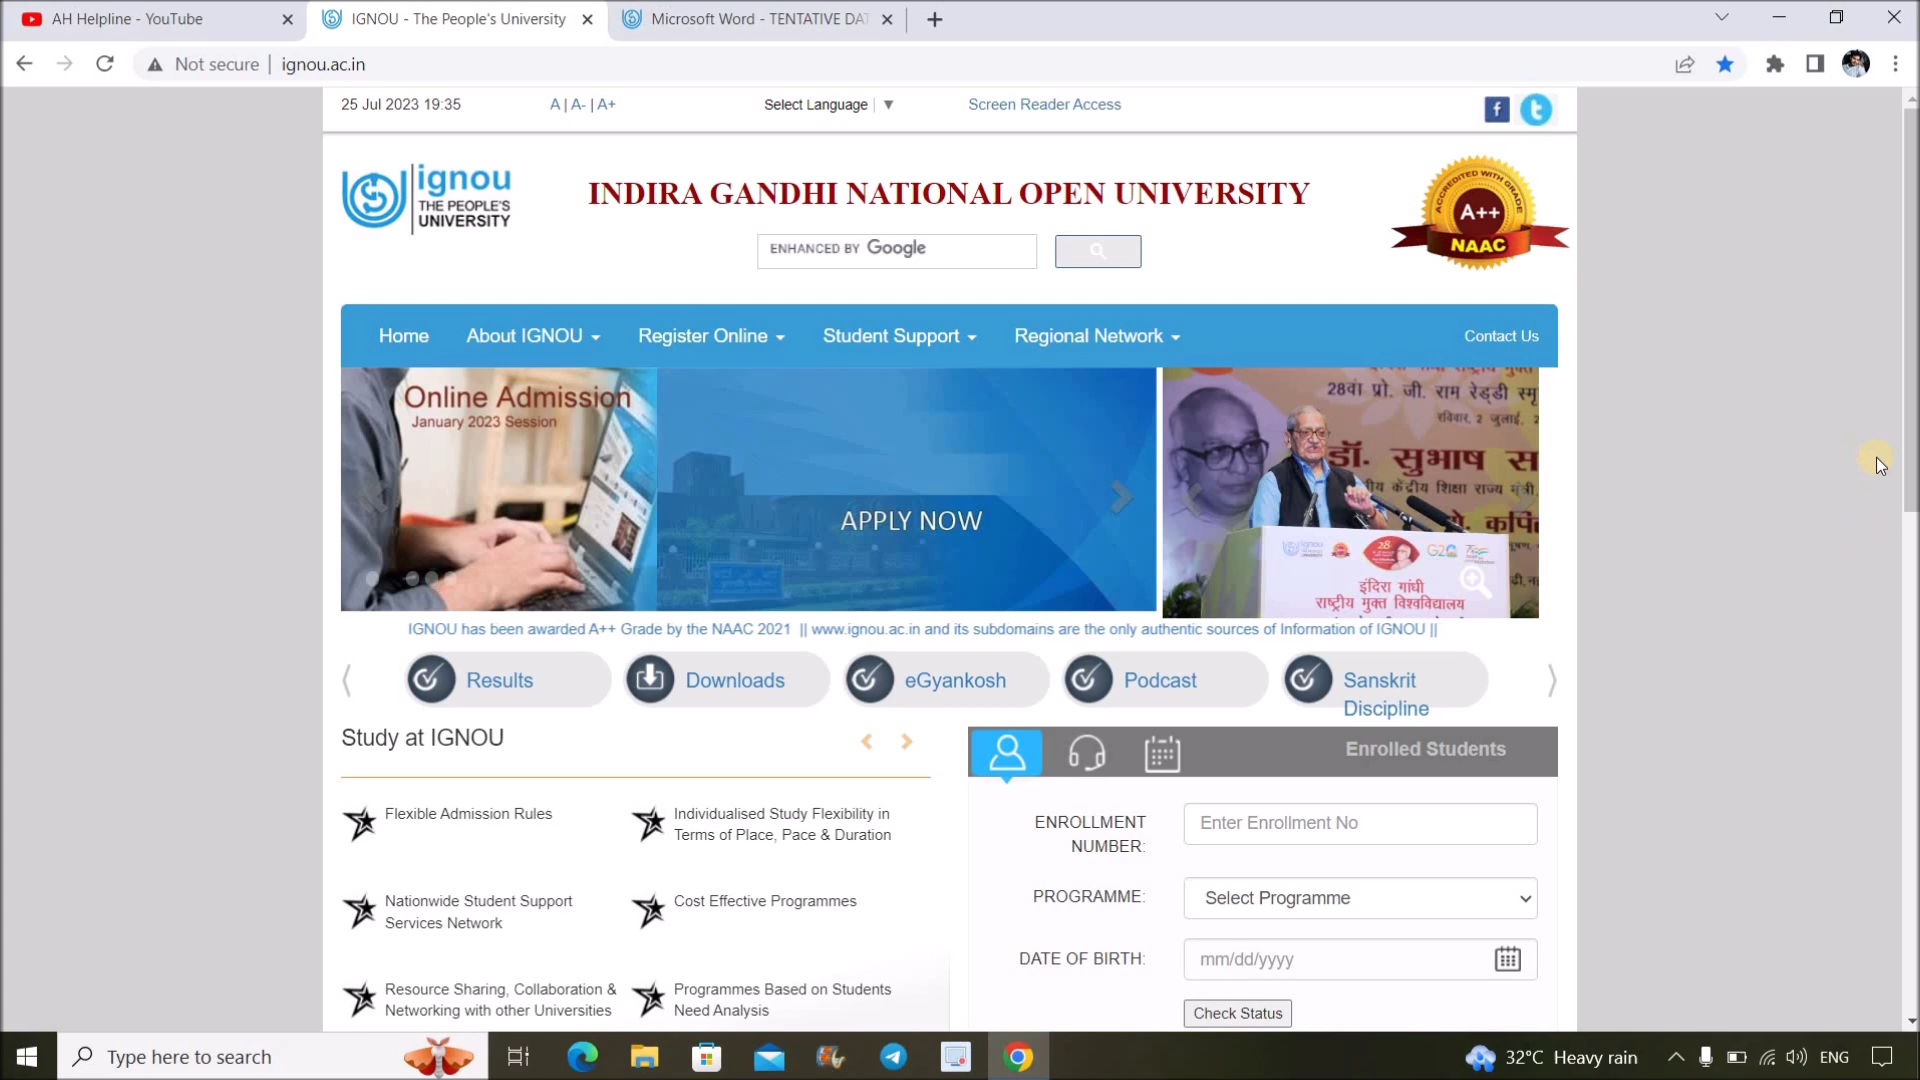 AH Helpline - YouTube
IGNOU - The People's University
Microsoft Word - TENTATIVE DAT
Not secure
ignou.ac.in
25 Jul 2023 19:35
A | A- | A+
Select Language ▼
Screen Reader Access
ignou
THE PEOPLE'S
UNIVERSITY
INDIRA GANDHI NATIONAL OPEN UNIVERSITY
ENHANCED BY Google
ACCREDITED WITH GRADE
A++
NAAC
Home
About IGNOU
Register Online
Student Support
Regional Network
Contact Us
Online Admission
January 2023 Session
APPLY NOW
28वां प्रो. जी. राम रेड्डी स्मृ
रविवार, 2 जुलाई, 2
डॉ. सुभाष स
केंद्रीय शिक्षा राज्य मंत्री,
इंदिरा गांधी
राष्ट्रीय मुक्त विश्वविद्यालय
IGNOU has been awarded A++ Grade by the NAAC 2021 || www.ignou.ac.in and its subdomains are the only authentic sources of Information of IGNOU ||
Results
Downloads
eGyankosh
Podcast
Sanskrit
Discipline
Study at IGNOU
Flexible Admission Rules
Individualised Study Flexibility in
Terms of Place, Pace & Duration
Nationwide Student Support
Services Network
Cost Effective Programmes
Resource Sharing, Collaboration &
Networking with other Universities
Programmes Based on Students
Need Analysis
Enrolled Students
ENROLLMENT
NUMBER:
Enter Enrollment No
PROGRAMME:
Select Programme
DATE OF BIRTH:
mm/dd/yyyy
Check Status
Type here to search
32°C Heavy rain
ENG